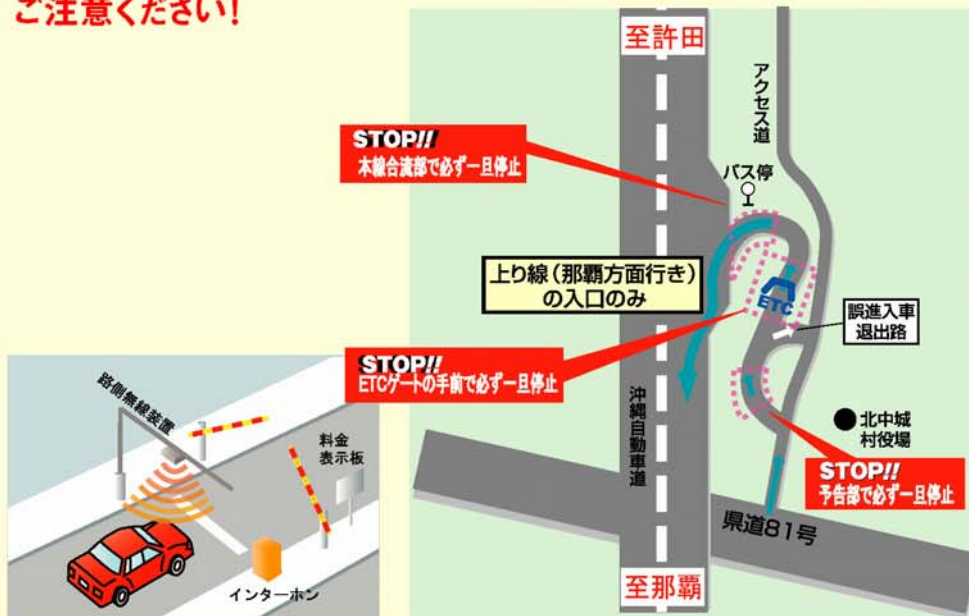 ご注意ください!
至許田
アクセス道
STOP!!
本線合流部で必ず一旦停止
バス停
上り線(那覇方面行き)
の入口のみ
ETC
誤進入車
退出路
STOP!!
ETCゲートの手前で必ず一旦停止
沖縄自動車道
北中城
村役場
STOP!!
予告部で必ず一旦停止
県道81号
至那覇
路側無線装置
料金
表示板
インターホン